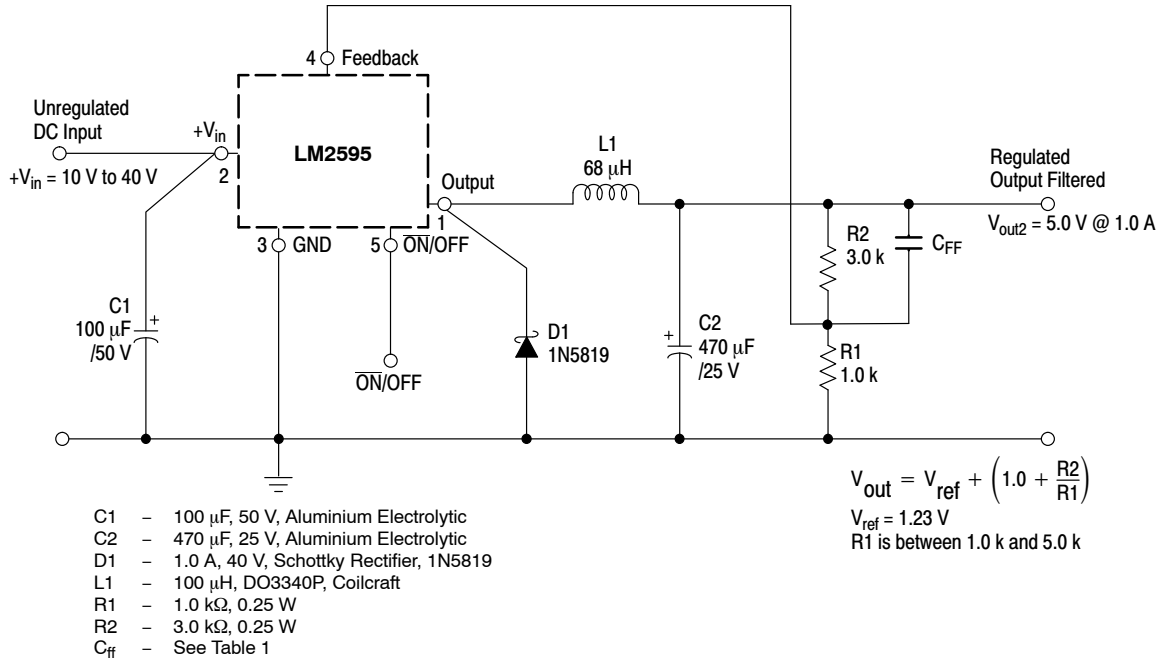 4 Feedback
Unregulated
DC Input
+Vin
+Vin = 10 V to 40 V
2
LM2595
L1
68 μH
Output
1
Regulated
Output Filtered
Vout2 = 5.0 V @ 1.0 A
3 GND
5 ON/OFF
R2
3.0 k
CFF
C1
100 μF
/50 V
+
ON/OFF
D1
1N5819
+
C2
470 μF
/25 V
R1
1.0 k
Vout = Vref + (1.0 + R2/R1)
Vref = 1.23 V
R1 is between 1.0 k and 5.0 k
C1 – 100 μF, 50 V, Aluminium Electrolytic
C2 – 470 μF, 25 V, Aluminium Electrolytic
D1 – 1.0 A, 40 V, Schottky Rectifier, 1N5819
L1 – 100 μH, DO3340P, Coilcraft
R1 – 1.0 kΩ, 0.25 W
R2 – 3.0 kΩ, 0.25 W
Cff – See Table 1